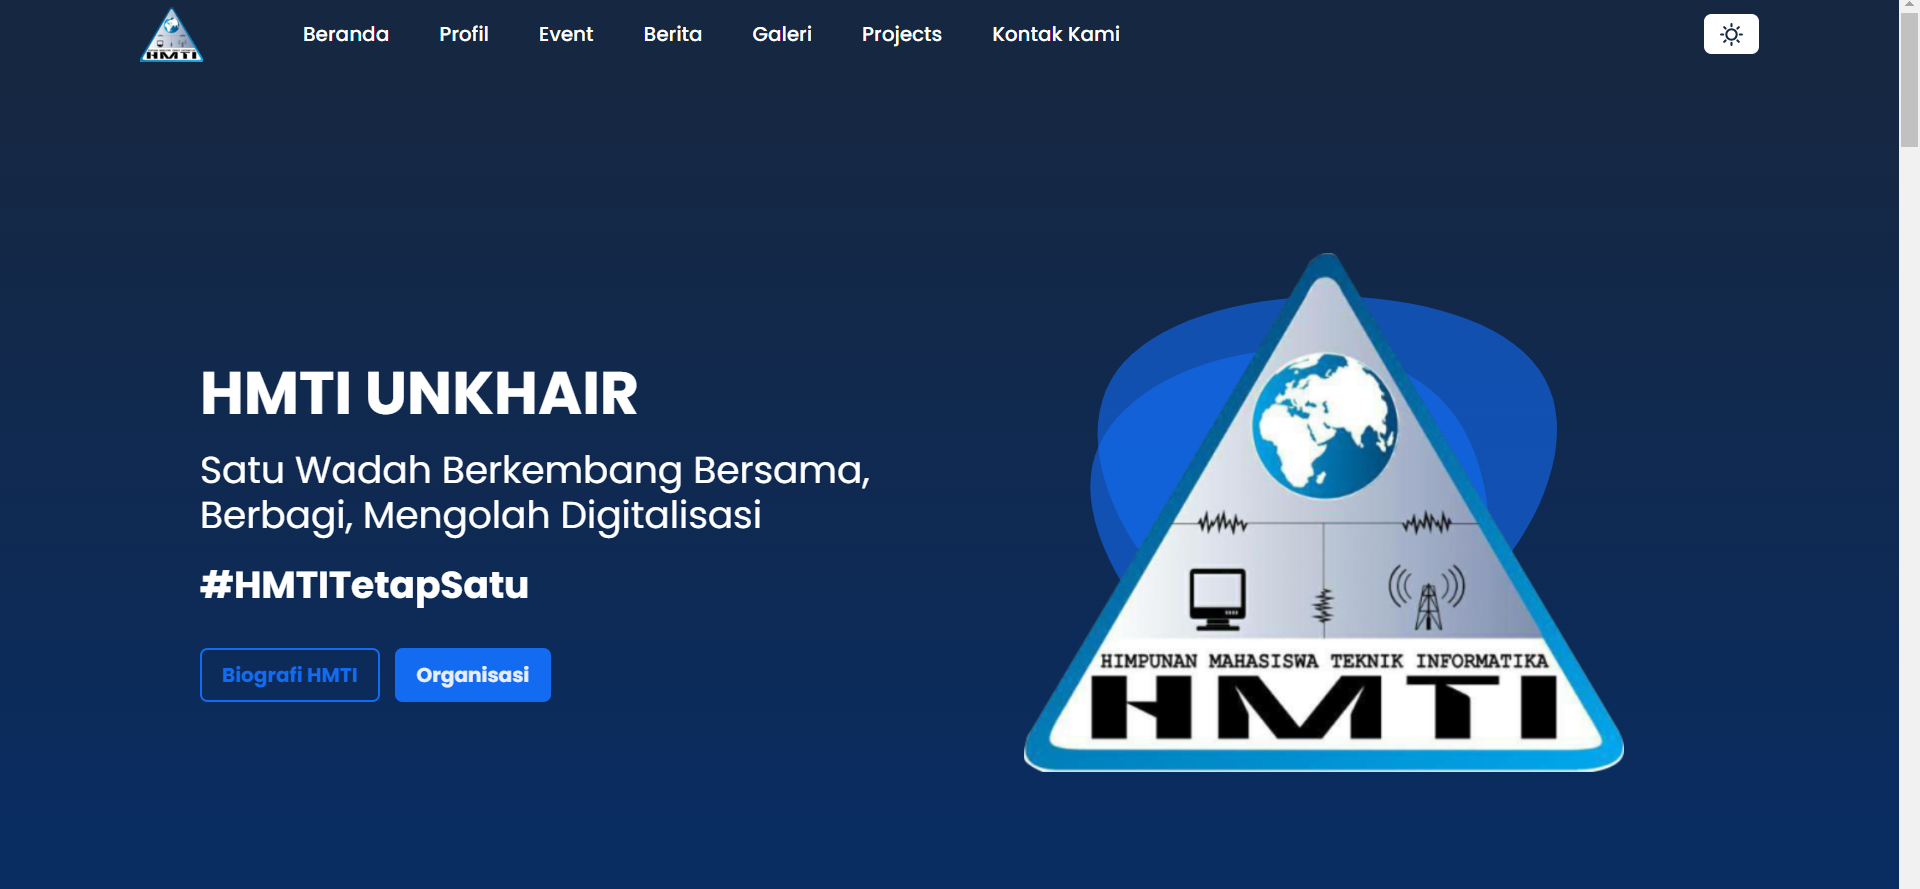 HMTI
Beranda Profil Event Berita Galeri Projects Kontak Kami
HMTI UNKHAIR
Satu Wadah Berkembang Bersama,
Berbagi, Mengolah Digitalisasi
#HMTITetapSatu
Biografi HMTI Organisasi
HIMPUNAN MAHASISWA TEKNIK INFORMATIKA
HMTI